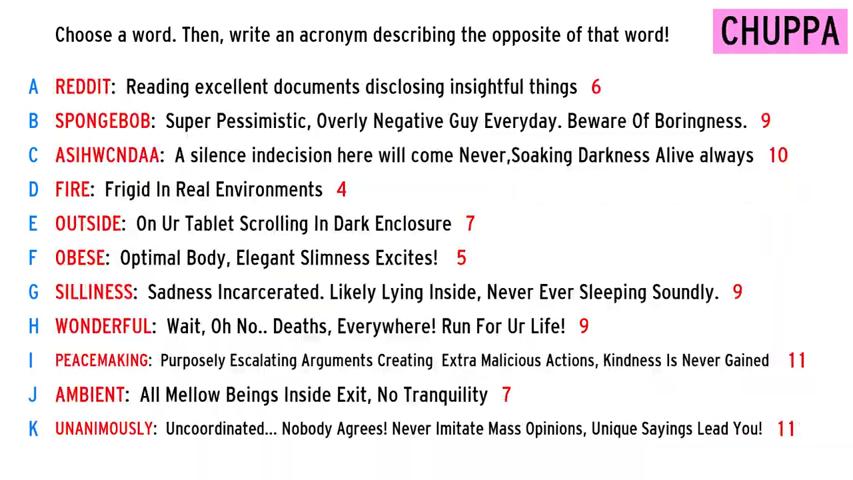 Choose a word. Then, write an acronym describing the opposite of that word!
CHUPPA
A REDDIT: Reading excellent documents disclosing insightful things 6
B SPONGEBOB: Super Pessimistic, Overly Negative Guy Everyday. Beware Of Boringness. 9
C ASIHWCNDAA: A silence indecision here will come Never,Soaking Darkness Alive always 10
D FIRE: Frigid In Real Environments 4
E OUTSIDE: On Ur Tablet Scrolling In Dark Enclosure 7
F OBESE: Optimal Body, Elegant Slimness Excites! 5
G SILLINESS: Sadness Incarcerated. Likely Lying Inside, Never Ever Sleeping Soundly. 9
H WONDERFUL: Wait, Oh No.. Deaths, Everywhere! Run For Ur Life! 9
I PEACEMAKING: Purposely Escalating Arguments Creating Extra Malicious Actions, Kindness Is Never Gained 11
J AMBIENT: All Mellow Beings Inside Exit, No Tranquility 7
K UNANIMOUSLY: Uncoordinated... Nobody Agrees! Never Imitate Mass Opinions, Unique Sayings Lead You! 11